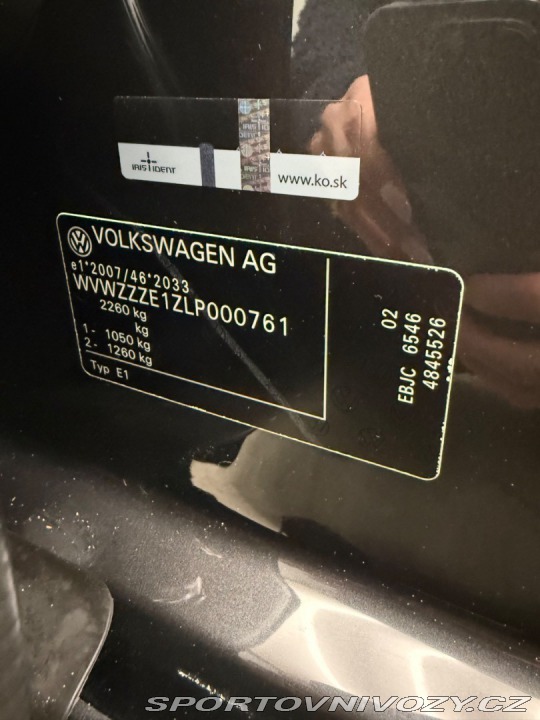 IRIS IDENT
www.ko.sk
VOLKSWAGEN AG
e1*2007/46*2033
WVWZZZE1ZLP000761
2260 kg
kg
1- 1050 kg
2- 1260 kg
Typ E1
02
EBJC 6546
4845526
SPORTOVNIVOZY.CZ